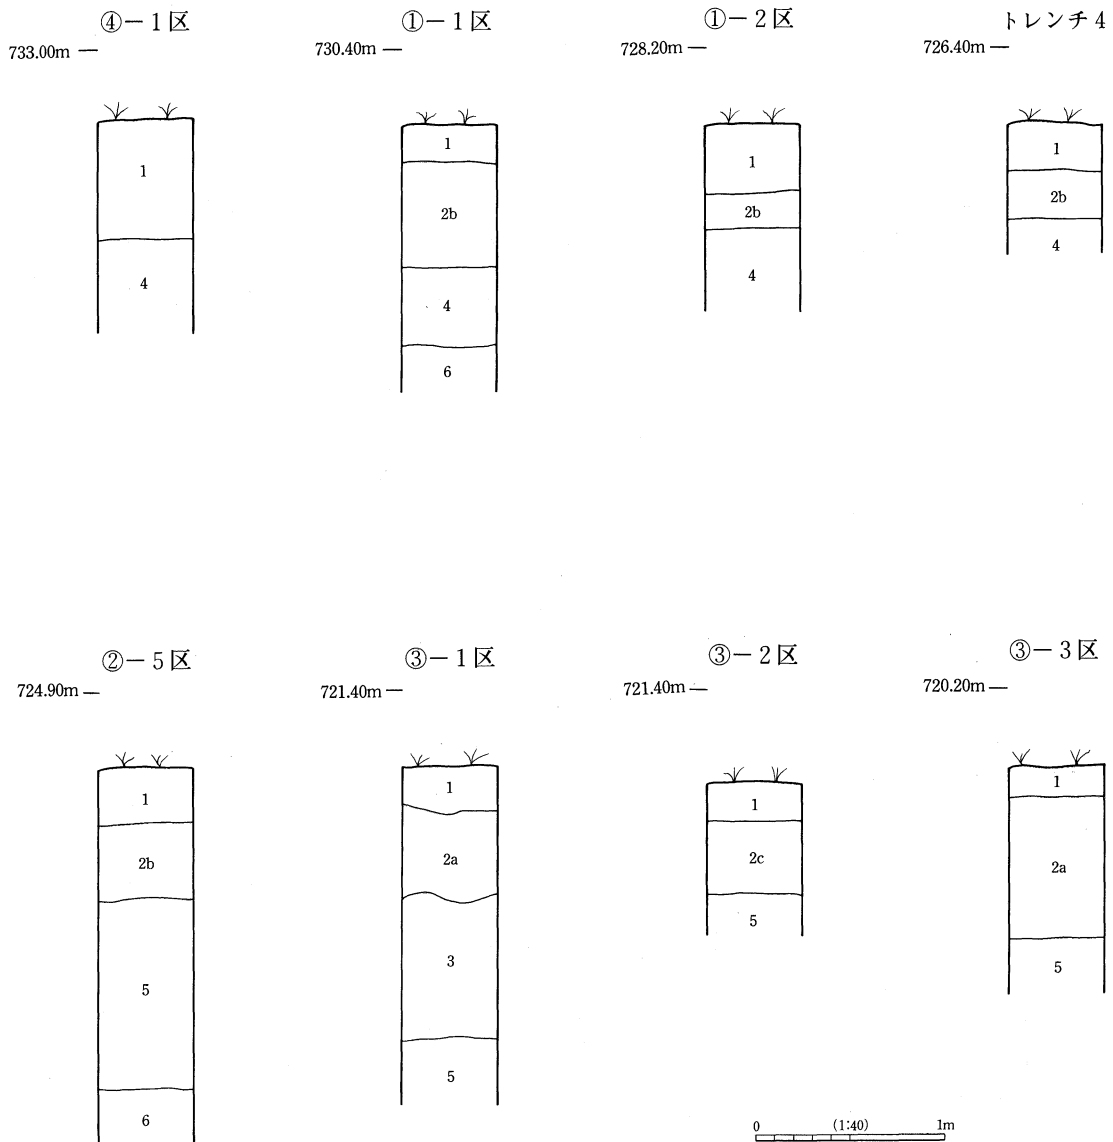 ④－1区
733.00m
1
4
①－1区
730.40m
1
2b
4
6
①－2区
728.20m
1
2b
4
トレンチ4
726.40m
1
2b
4
②－5区
724.90m
1
2b
5
6
③－1区
721.40m
1
2a
3
5
③－2区
721.40m
1
2c
5
③－3区
720.20m
1
2a
5
0 (1:40) 1m